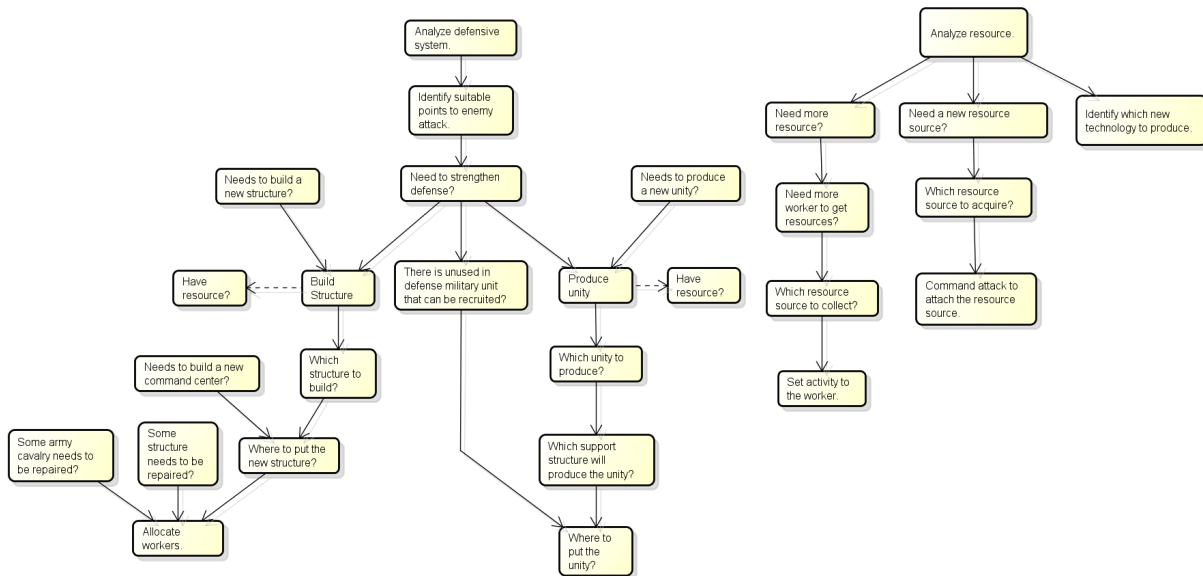 Analyze defensive
system.
Analyze resource.
Identify suitable
points to enemy
attack.
Need more
resource?
Need a new resource
source?
Identify which new
technology to produce.
Needs to build a
new structure?
Need to strengthen
defense?
Needs to produce
a new unity?
Need more
worker to get
resources?
Which resource
source to acquire?
Have
resource?
Build
Structure
There is unused in
defense military unit
that can be recruited?
Produce
unity
Have
resource?
Which resource
source to collect?
Command attack to
attach the resource
source.
Needs to build a new
command center?
Which
structure to
build?
Which unity to
produce?
Set activity to
the worker.
Some army
cavalry needs to
be repaired?
Some
structure
needs to be
repaired?
Where to put the
new structure?
Which support
structure will
produce the unity?
Allocate
workers.
Where to
put the
unity?